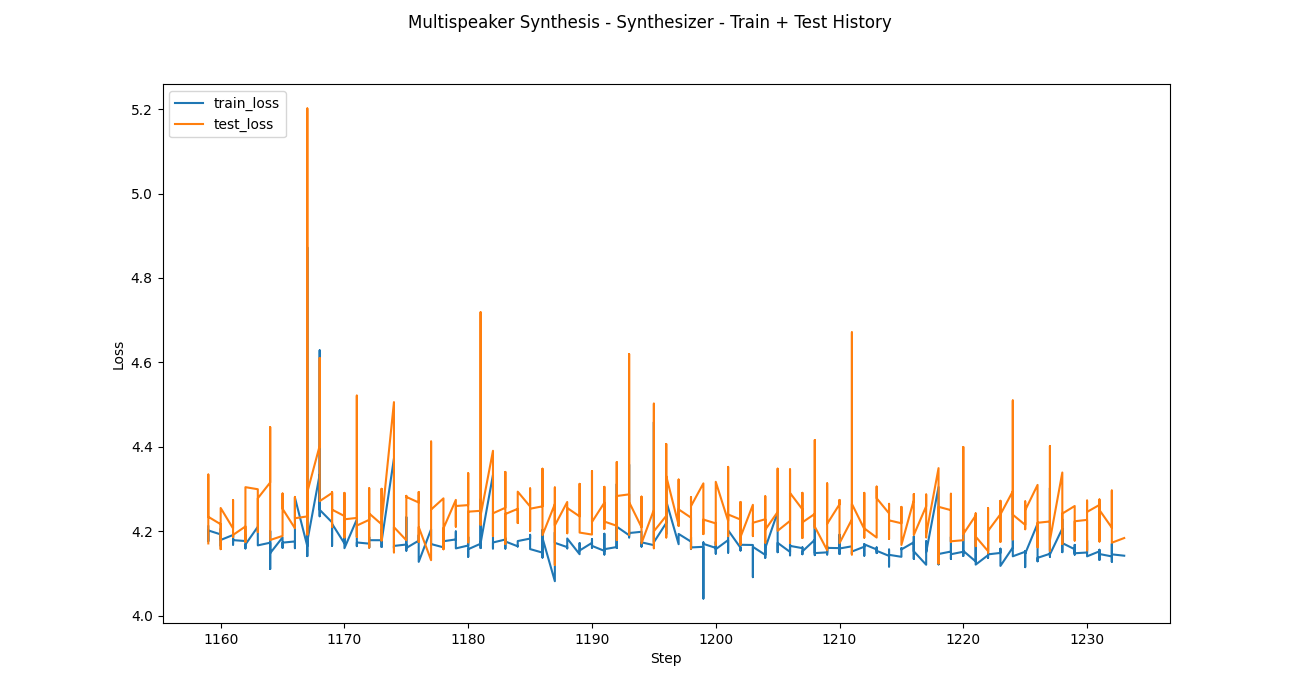 Multispeaker Synthesis - Synthesizer - Train + Test History
train_loss
test_loss
5.2
5.0
4.8
4.6
4.4
4.2
4.0
Loss
1160 1170 1180 1190 1200 1210 1220 1230
Step